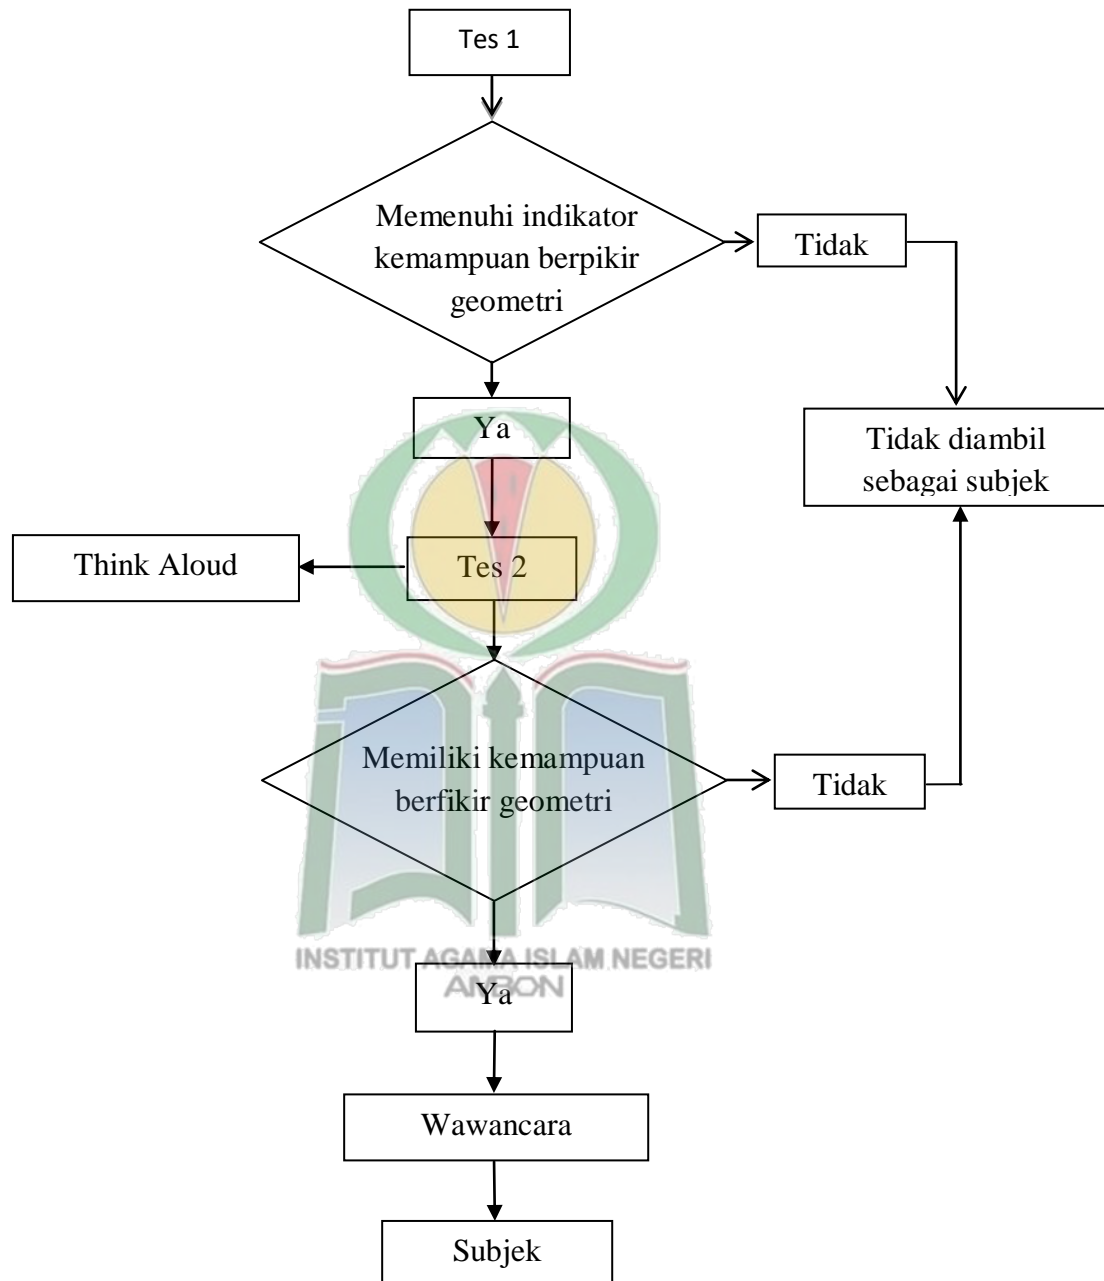 Tes 1
Memenuhi indikator
kemampuan berpikir
geometri
Tidak
Ya
Tidak diambil
sebagai subjek
Think Aloud
Tes 2
Memiliki kemampuan
berfikir geometri
Tidak
INSTITUT AGAMA ISLAM NEGERI
AMBON
Ya
Wawancara
Subjek